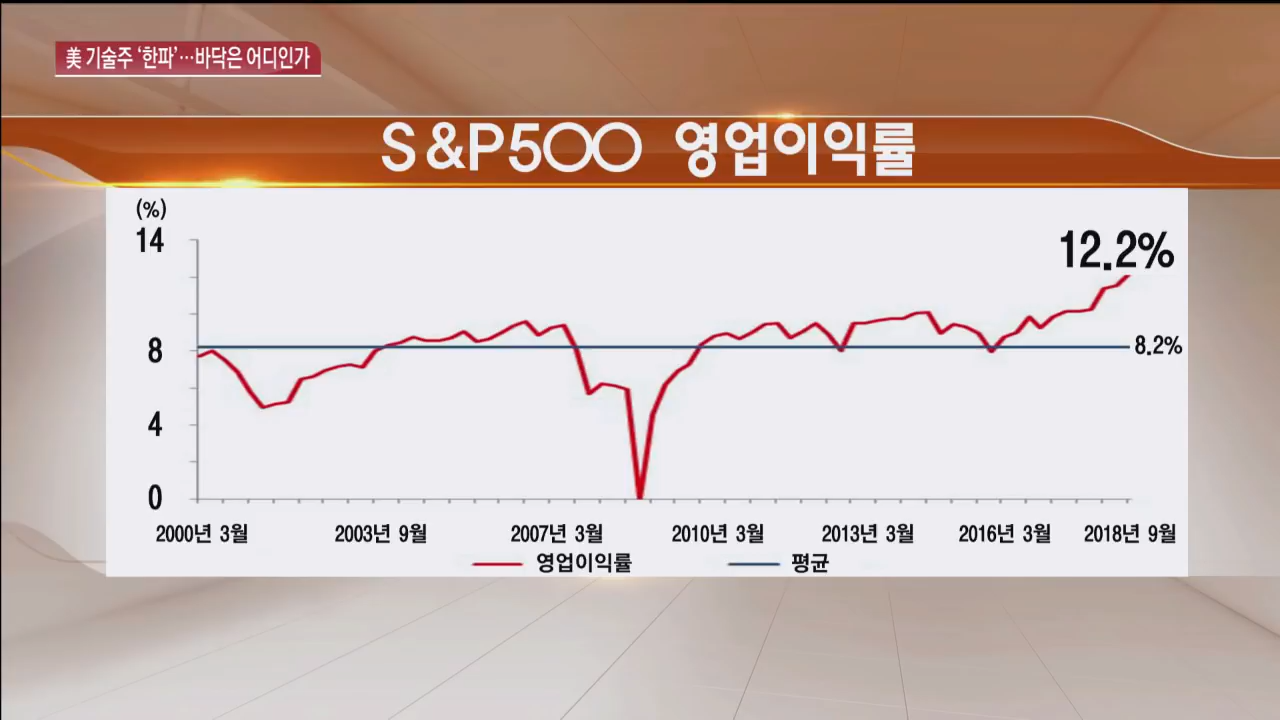 美 기술주 ‘한파’…바닥은 어디인가
S&P500 영업이익률
(%)
14
12.2%
8
8.2%
4
0
2000년 3월 2003년 9월 2007년 3월 2010년 3월 2013년 3월 2016년 3월 2018년 9월
영업이익률 평균